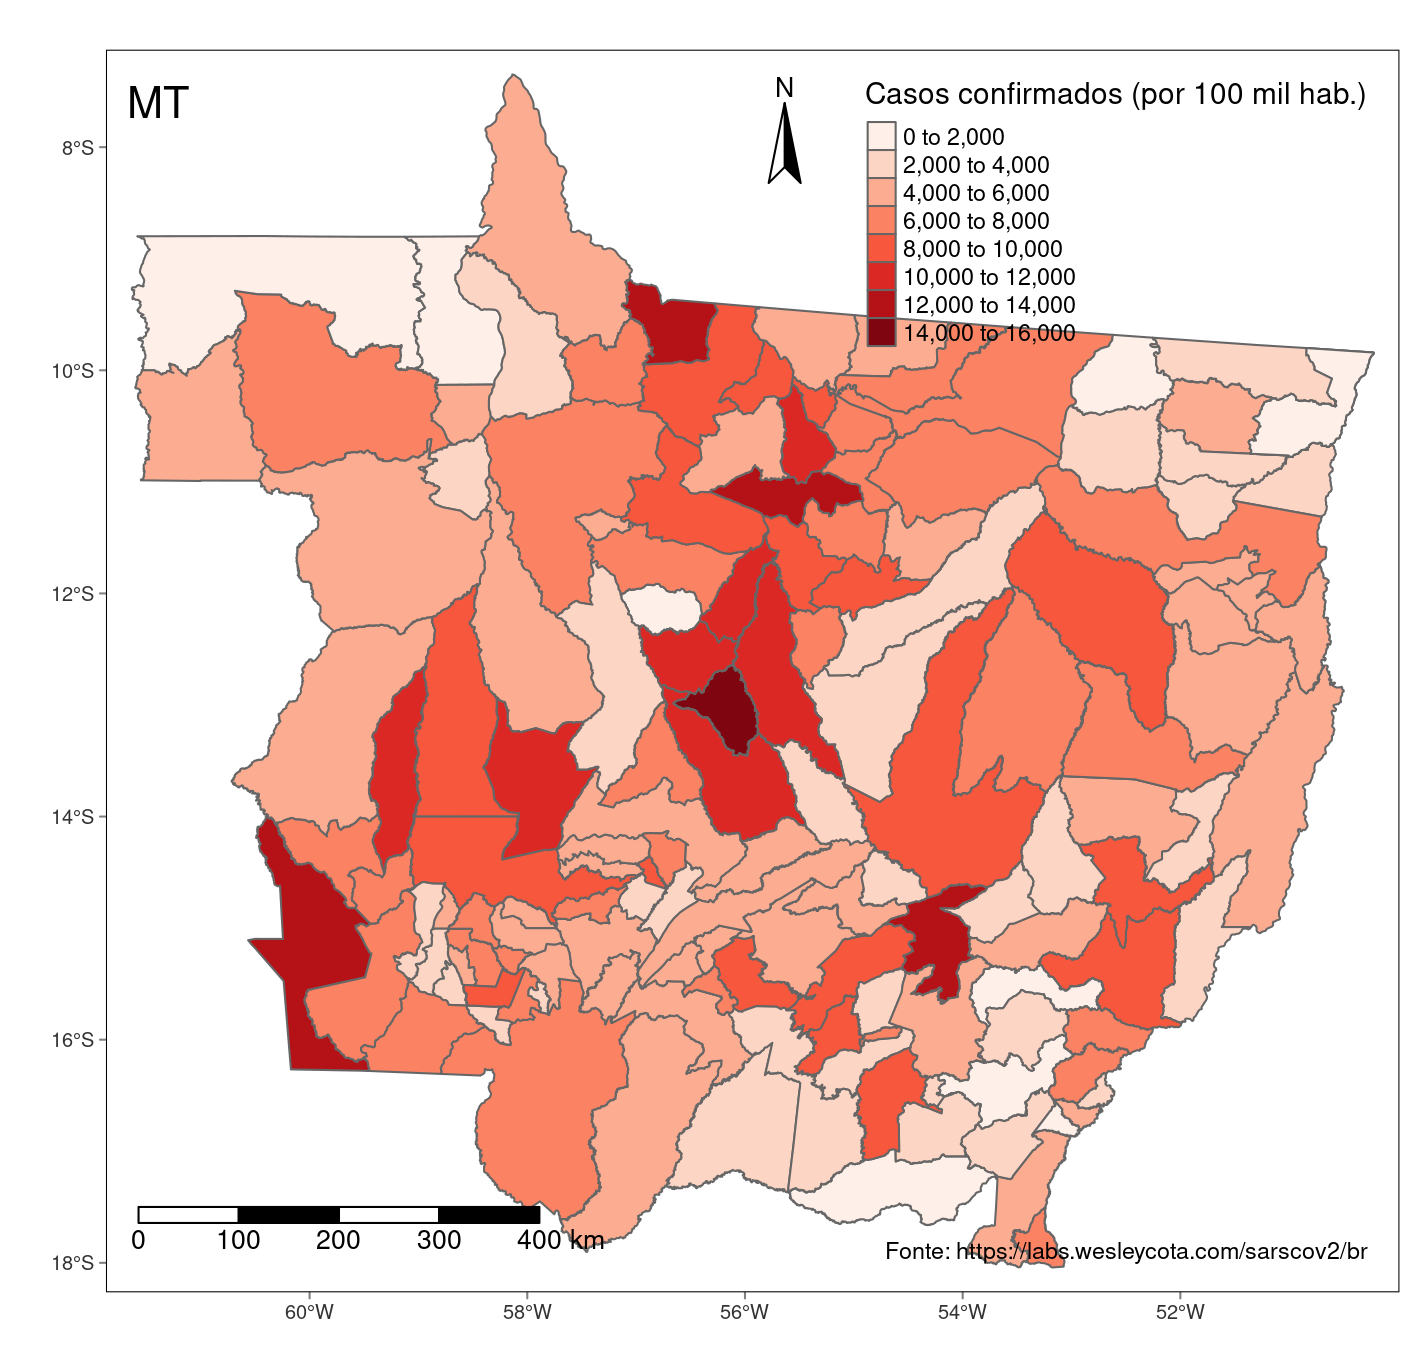 MT
N
Casos confirmados (por 100 mil hab.)
0 to 2,000
2,000 to 4,000
4,000 to 6,000
6,000 to 8,000
8,000 to 10,000
10,000 to 12,000
12,000 to 14,000
14,000 to 16,000
8°S
10°S
12°S
14°S
16°S
18°S
0 100 200 300 400 km
Fonte: https://labs.wesleycota.com/sarscov2/br
60°W 58°W 56°W 54°W 52°W